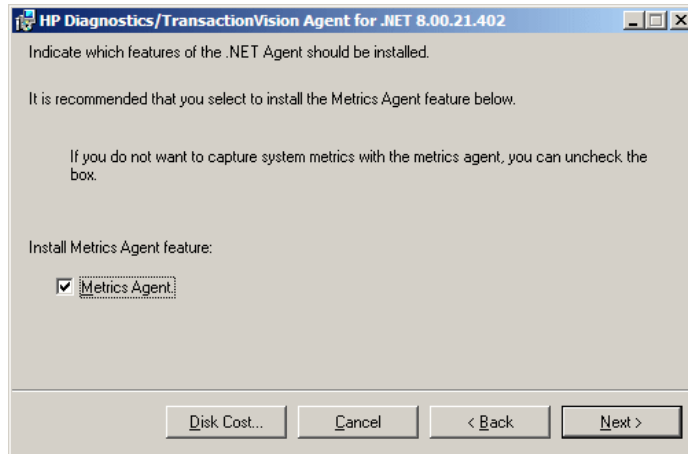 HP Diagnostics/TransactionVision Agent for .NET 8.00.21.402
Indicate which features of the .NET Agent should be installed.
It is recommended that you select to install the Metrics Agent feature below.
If you do not want to capture system metrics with the metrics agent, you can uncheck the
box.
Install Metrics Agent feature:
Metrics Agent.
Disk Cost... Cancel < Back Next >